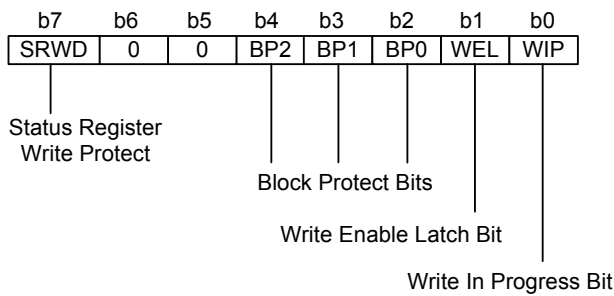 b7 b6 b5 b4 b3 b2 b1 b0
SRWD 0 0 BP2 BP1 BP0 WEL WIP
Status Register
Write Protect
Block Protect Bits
Write Enable Latch Bit
Write In Progress Bit